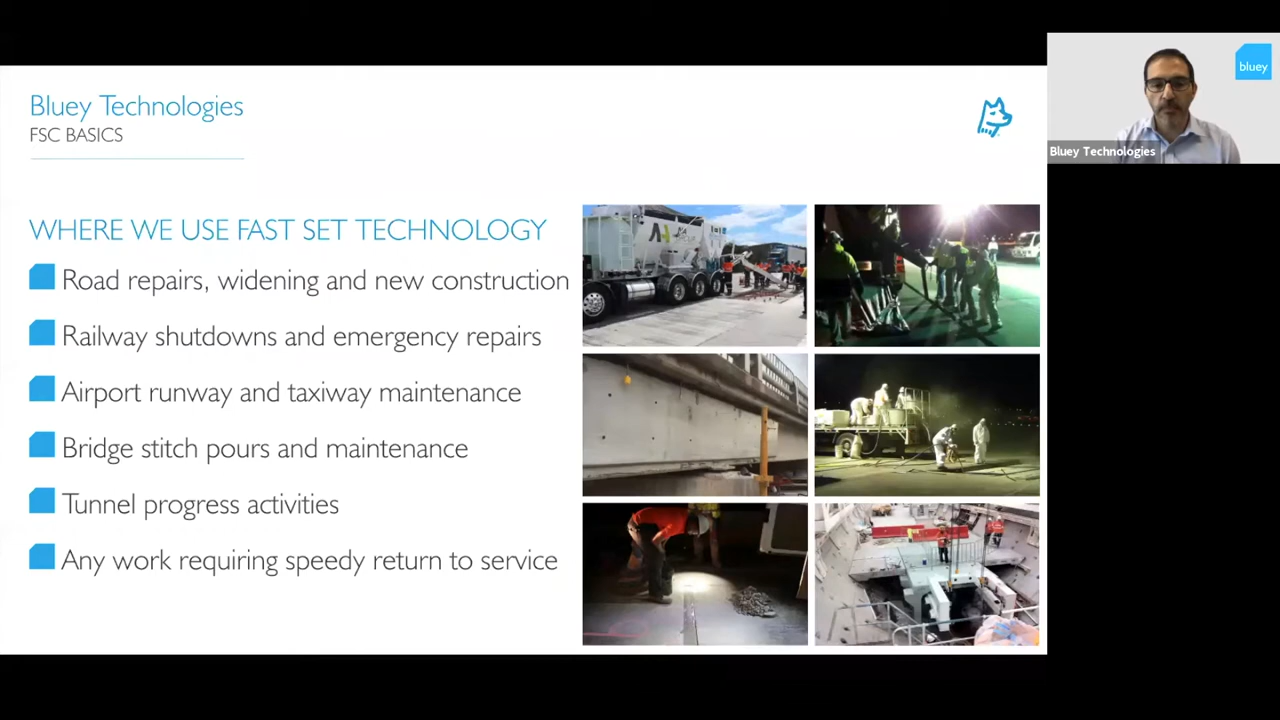 Bluey Technologies
FSC BASICS
bluey
Bluey Technologies
WHERE WE USE FAST SET TECHNOLOGY
Road repairs, widening and new construction
Railway shutdowns and emergency repairs
Airport runway and taxiway maintenance
Bridge stitch pours and maintenance
Tunnel progress activities
Any work requiring speedy return to service